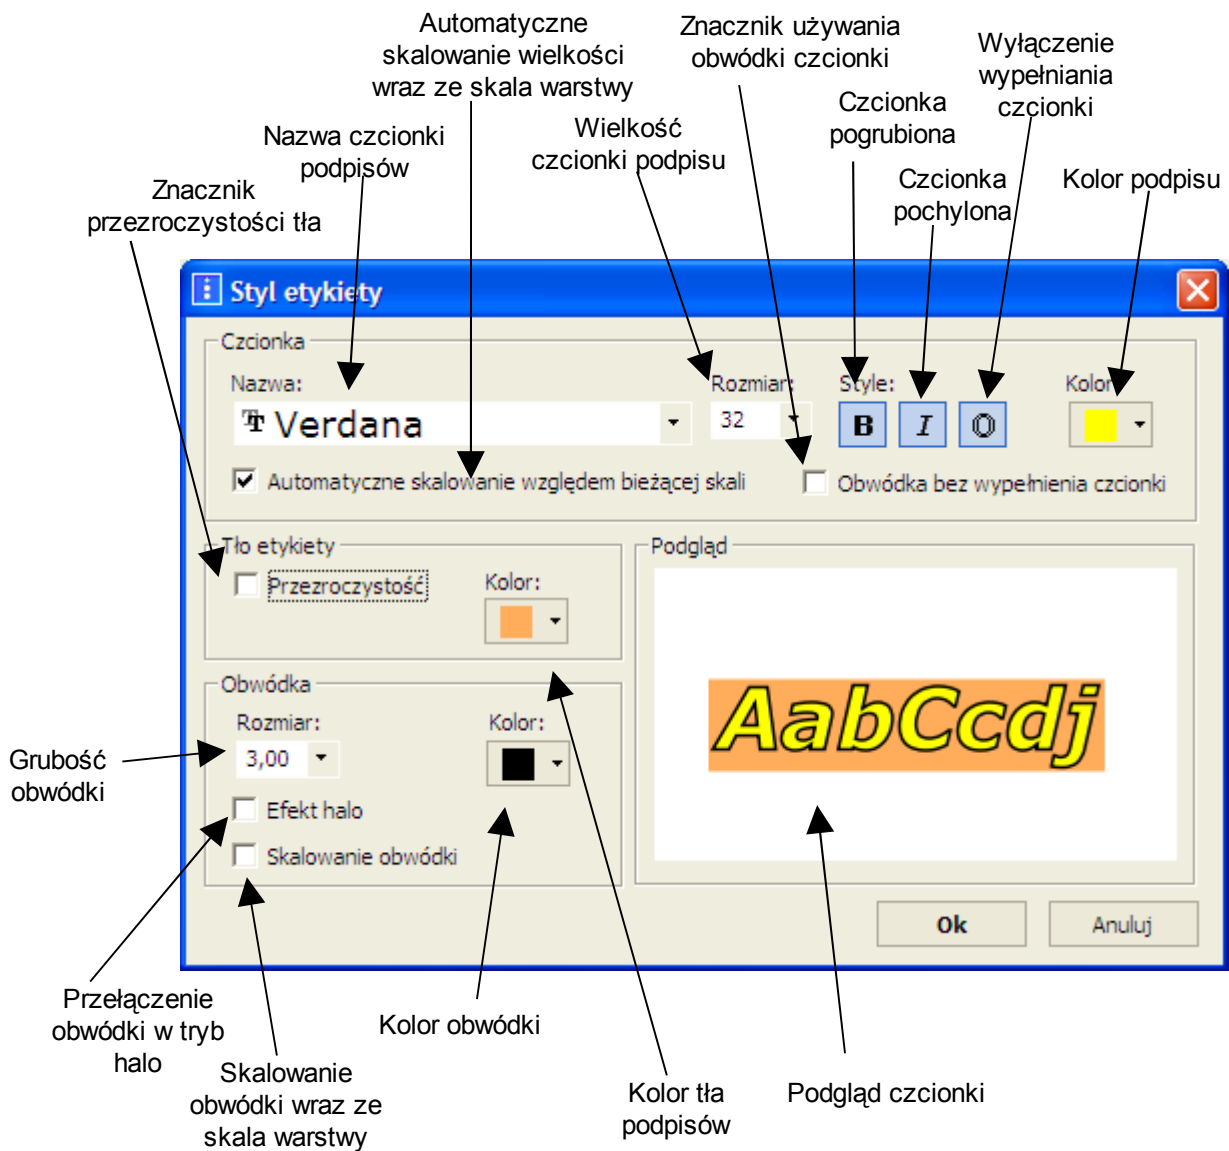 Automatyczne
skalowanie wielkości
wraz ze skala warstwy
Znacznik używania
obwódki czcionki
Wyłączenie
wypełniania
czcionki
Nazwa czcionki
podpisów
Wielkość
czcionki podpisu
Czcionka
pogrubiona
Czcionka
pochylona
Kolor podpisu
Znacznik
przezroczystości tła
Styl etykiety
Czcionka
Nazwa:
Rozmiar:
Style:
Kolor
Verdana
32
B
I
O
Automatyczne skalowanie względem bieżącej skali
Obwódka bez wypełnienia czcionki
Tło etykiety
Przezroczystość
Kolor:
Podgląd
AabCcdj
Obwódka
Rozmiar:
Kolor:
3,00
Efekt halo
Skalowanie obwódki
Ok
Anuluj
Grubość
obwódki
Przełączenie
obwódki w tryb
halo
Skalowanie
obwódki wraz ze
skala warstwy
Kolor obwódki
Kolor tła
podpisów
Podgląd czcionki